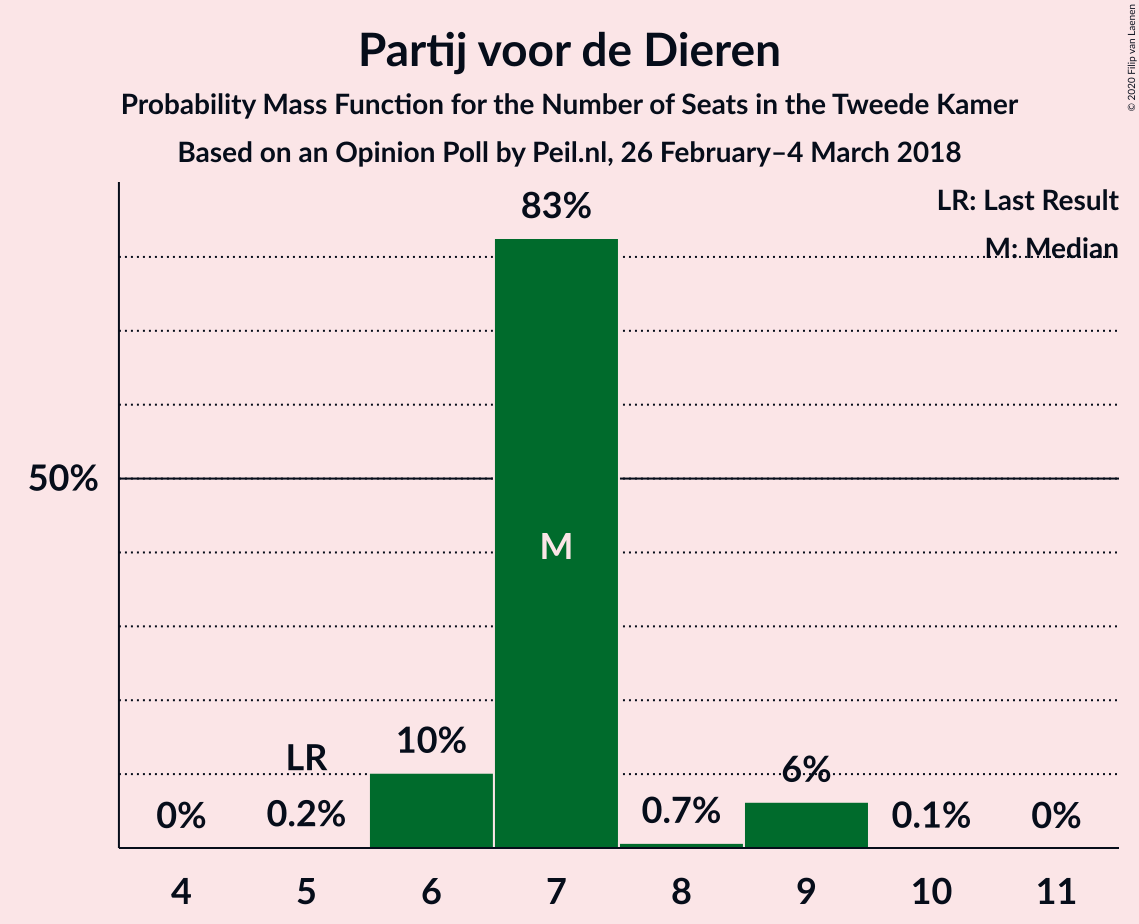 Partij voor de Dieren
Probability Mass Function for the Number of Seats in the Tweede Kamer
Based on an Opinion Poll by Peil.nl, 26 February–4 March 2018
© 2020 Filip van Laenen
LR: Last Result
M: Median
83%
50%
M
LR
10%
6%
0%
0.2%
0.7%
0.1%
0%
4 5 6 7 8 9 10 11